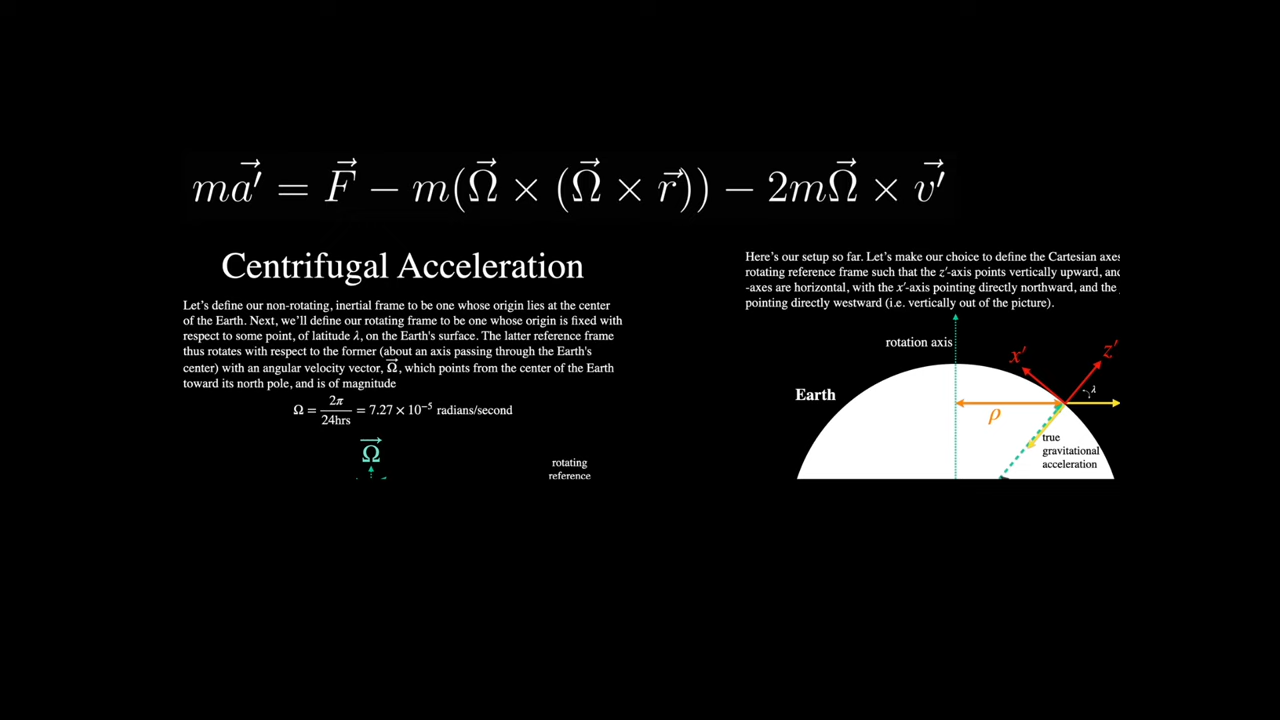 ma⃗' = F⃗ − m(Ω⃗ × (Ω⃗ × r⃗)) − 2mΩ⃗ × v⃗'
Centrifugal Acceleration
Let's define our non-rotating, inertial frame to be one whose origin lies at the center
of the Earth. Next, we'll define our rotating frame to be one whose origin is fixed with
respect to some point, of latitude λ, on the Earth's surface. The latter reference frame
thus rotates with respect to the former (about an axis passing through the Earth's
center) with an angular velocity vector, Ω⃗, which points from the center of the Earth
toward its north pole, and is of magnitude
Ω = 2π/24hrs = 7.27 × 10⁻⁵ radians/second
Ω⃗
rotating
reference
Here's our setup so far. Let's make our choice to define the Cartesian axes
rotating reference frame such that the z'-axis points vertically upward, and
-axes are horizontal, with the x'-axis pointing directly northward, and the
pointing directly westward (i.e. vertically out of the picture).
rotation axis
x'
z'
λ
Earth
ρ
true
gravitational
acceleration